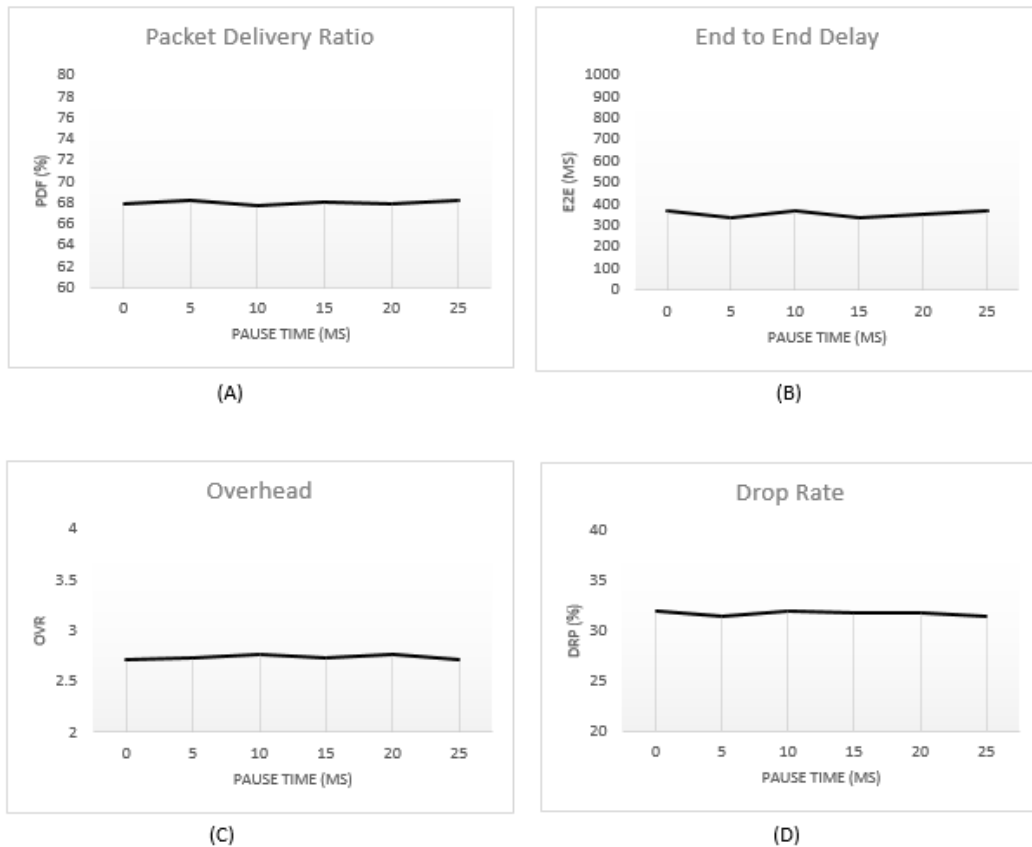 Packet Delivery Ratio
PDF (%)
80
78
76
74
72
70
68
66
64
62
60
0 5 10 15 20 25
PAUSE TIME (MS)
(A)
End to End Delay
E2E (MS)
1000
900
800
700
600
500
400
300
200
100
0
0 5 10 15 20 25
PAUSE TIME (MS)
(B)
Overhead
OVR
4
3.5
3
2.5
2
0 5 10 15 20 25
PAUSE TIME (MS)
(C)
Drop Rate
DRP (%)
40
35
30
25
20
0 5 10 15 20 25
PAUSE TIME (MS)
(D)